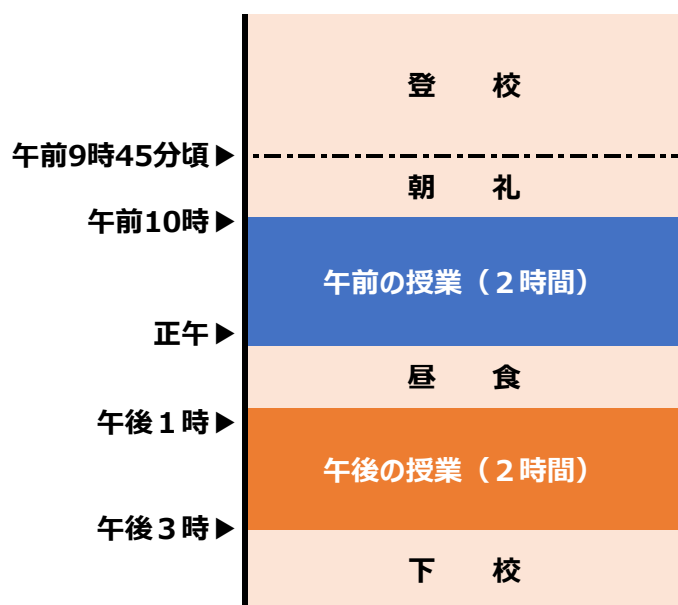 登　校
午前9時45分頃▶
朝　礼
午前10時▶
午前の授業（２時間）
正午▶
昼　食
午後１時▶
午後の授業（２時間）
午後３時▶
下　校